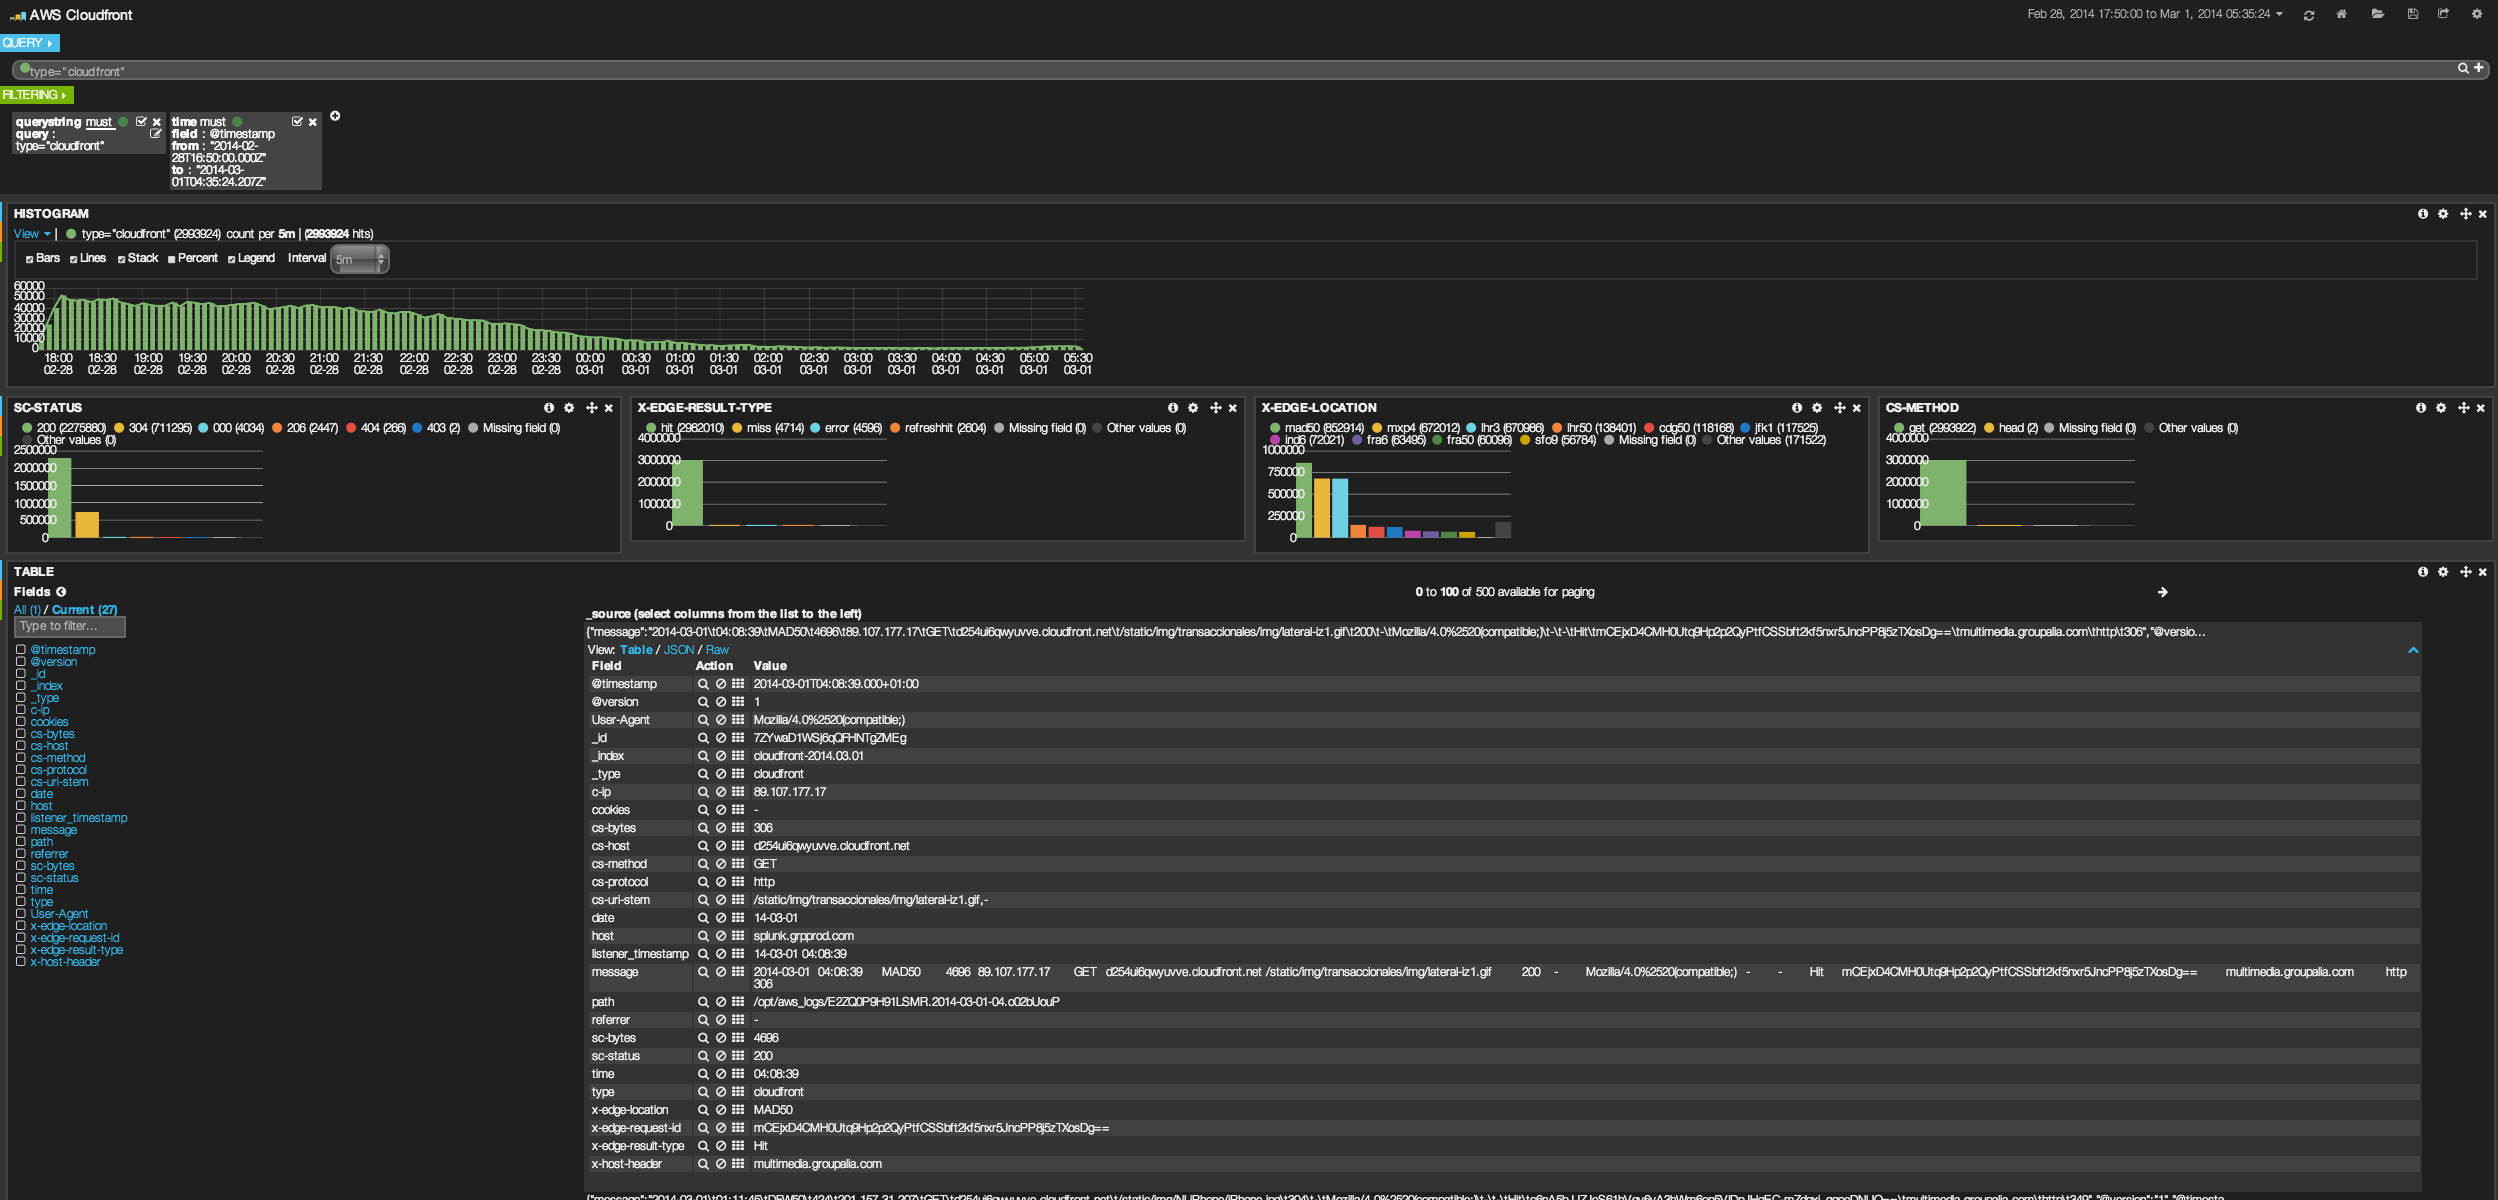 AWS Cloudfront
Feb 28, 2014 17:50:00 to Mar 1, 2014 05:35:24
QUERY
type="cloudfront"
FILTERING
querystring must
query :
type="cloudfront"
time must
field : @timestamp
from : "2014-02-
28T16:50:00.000Z"
to : "2014-03-
01T04:35:24.207Z"
HISTOGRAM
View | type="cloudfront" (2993924) count per 5m | (2993924 hits)
Bars Lines Stack Percent Legend Interval 5m
60000
50000
40000
30000
20000
10000
0
18:00 18:30 19:00 19:30 20:00 20:30 21:00 21:30 22:00 22:30 23:00 23:30 00:00 00:30 01:00 01:30 02:00 02:30 03:00 03:30 04:00 04:30 05:00 05:30
02-28 02-28 02-28 02-28 02-28 02-28 02-28 02-28 02-28 02-28 02-28 02-28 03-01 03-01 03-01 03-01 03-01 03-01 03-01 03-01 03-01 03-01 03-01 03-01
SC-STATUS
200 (2275880) 304 (711295) 000 (4034) 206 (2447) 404 (266) 403 (2) Missing field (0)
Other values (0)
2500000
2000000
1500000
1000000
500000
0
X-EDGE-RESULT-TYPE
hit (2982010) miss (4714) error (4596) refreshhit (2604) Missing field (0) Other values (0)
4000000
3000000
2000000
1000000
0
X-EDGE-LOCATION
mad50 (852914) mxp4 (672012) lhr3 (670986) lhr50 (138401) cdg50 (118168) jfk1 (117525)
ind6 (72021) fra6 (63495) fra50 (60096) sfo9 (56784) Missing field (0) Other values (171522)
1000000
750000
500000
250000
0
CS-METHOD
get (2993922) head (2) Missing field (0) Other values (0)
4000000
3000000
2000000
1000000
0
TABLE
Fields
All (1) / Current (27)
Type to filter...
@timestamp
@version
_id
_index
_type
c-ip
cookies
cs-bytes
cs-host
cs-method
cs-protocol
cs-uri-stem
date
host
listener_timestamp
message
path
referrer
sc-bytes
sc-status
time
type
User-Agent
x-edge-location
x-edge-request-id
x-edge-result-type
x-host-header
0 to 100 of 500 available for paging
_source (select columns from the list to the left)
{"message":"2014-03-01\t04:08:39\tMAD50\t4696\t89.107.177.17\tGET\td254ul6qwyuvve.cloudfront.net\t/static/img/transaccionales/img/lateral-iz1.gif\t200\t-\tMozilla/4.0%2520(compatible;)\t-\t-\tHit\tmCEjxD4CMH0Utq9Hp2p2QyPtfCSSbft2kf5nxr5JncPP8j5zTXosDg==\tmultimedia.groupalia.com\thttp\t306","@versio...
View: Table / JSON / Raw
Field Action Value
@timestamp 2014-03-01T04:08:39.000+01:00
@version 1
User-Agent Mozilla/4.0%2520(compatible;)
_id 7ZYwaD1WSj6qQFHNTgZMEg
_index cloudfront-2014.03.01
_type cloudfront
c-ip 89.107.177.17
cookies -
cs-bytes 306
cs-host d254ul6qwyuvve.cloudfront.net
cs-method GET
cs-protocol http
cs-uri-stem /static/img/transaccionales/img/lateral-iz1.gif,-
date 14-03-01
host splunk.grpprod.com
listener_timestamp 14-03-01 04:08:39
message 2014-03-01 04:08:39 MAD50 4696 89.107.177.17 GET d254ul6qwyuvve.cloudfront.net /static/img/transaccionales/img/lateral-iz1.gif 200 - Mozilla/4.0%2520(compatible;) - - Hit mCEjxD4CMH0Utq9Hp2p2QyPtfCSSbft2kf5nxr5JncPP8j5zTXosDg== multimedia.groupalia.com http
306
path /opt/aws_logs/E2ZQ0P9H91LSMR.2014-03-01-04.o02bUouP
referrer -
sc-bytes 4696
sc-status 200
time 04:08:39
type cloudfront
x-edge-location MAD50
x-edge-request-id mCEjxD4CMH0Utq9Hp2p2QyPtfCSSbft2kf5nxr5JncPP8j5zTXosDg==
x-edge-result-type Hit
x-host-header multimedia.groupalia.com